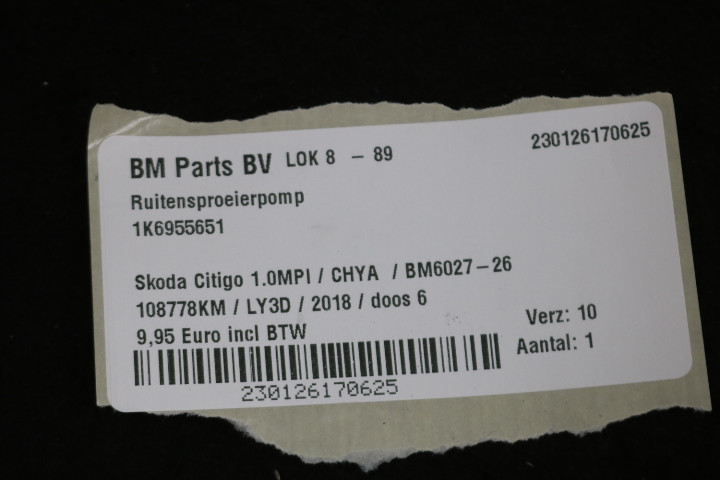 BM Parts BV LOK 8 - 89 230126170625
Ruitensproeierpomp
1K6955651
Skoda Citigo 1.0MPI / CHYA / BM6027-26
108778KM / LY3D / 2018 / doos 6
9,95 Euro incl BTW
Verz: 10
Aantal: 1
230126170625